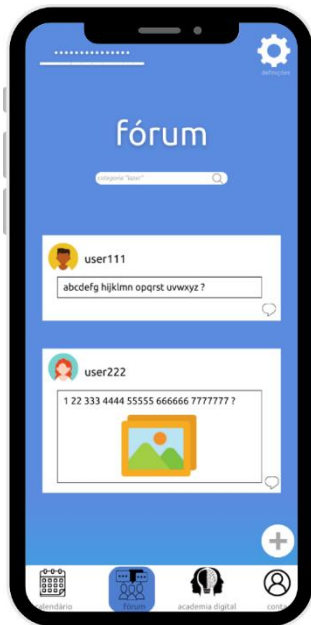 definições
fórum
categoria "lazer"
user111
abcdefg hijklmn opqrst uvwxyz ?
user222
1 22 333 4444 55555 666666 7777777 ?
calendário
fórum
academia digital
conta